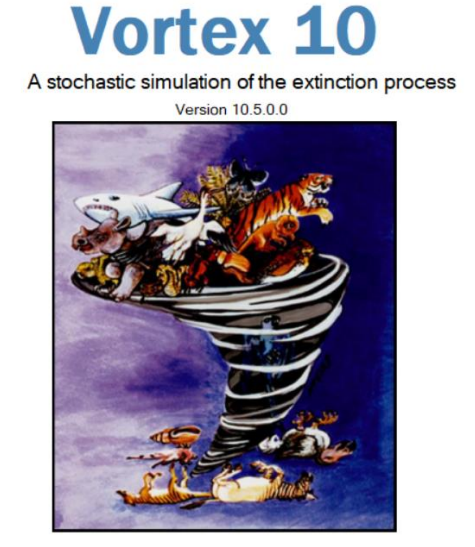 Vortex 10
A stochastic simulation of the extinction process
Version 10.5.0.0